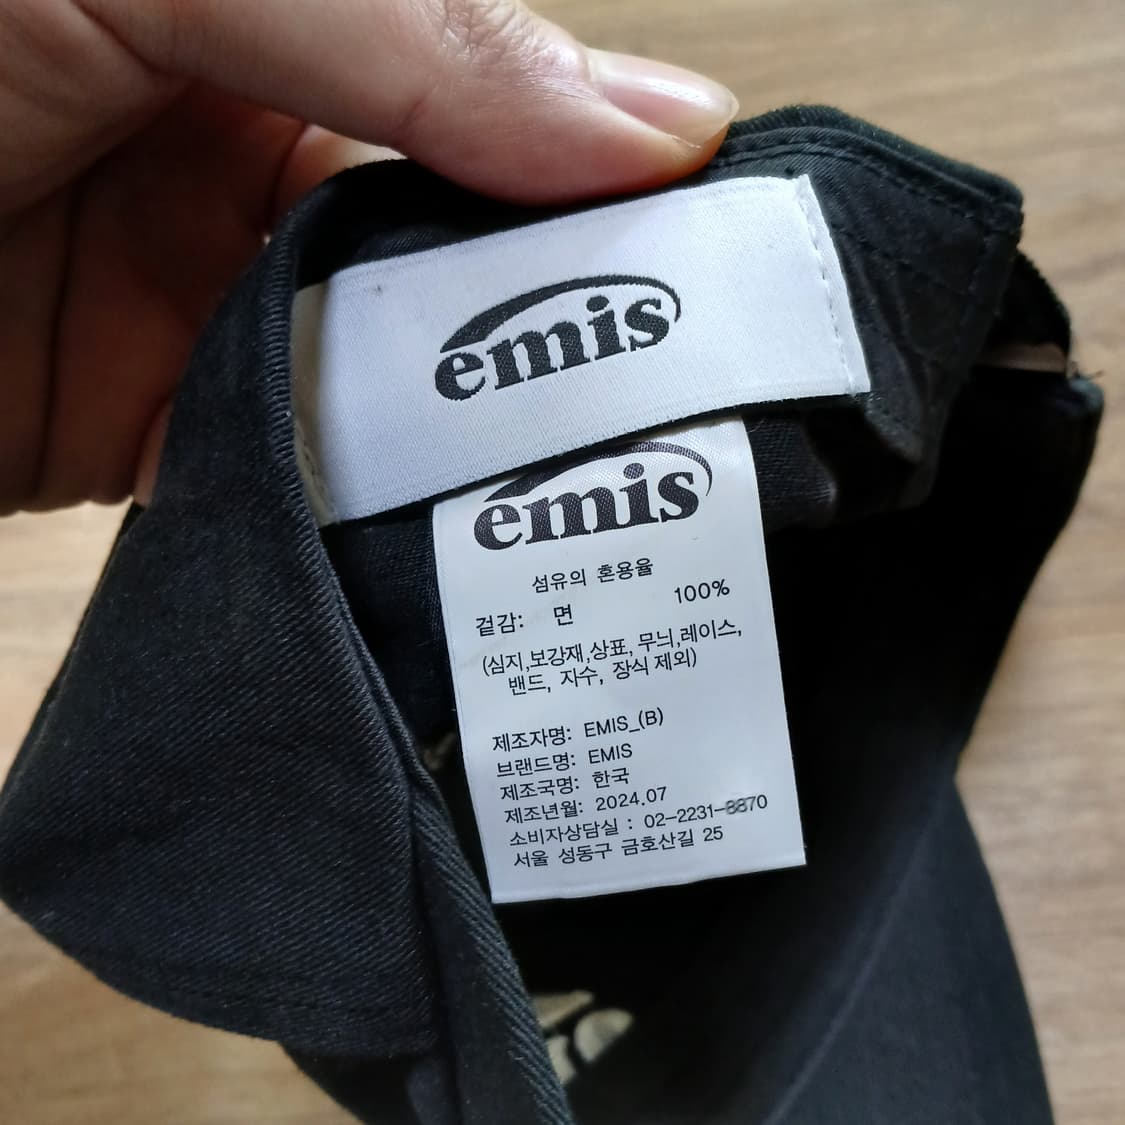 emis
emis
섬유의 혼용율
겉감: 면 100%
(심지,보강재,상표, 무늬,레이스,
밴드, 자수, 장식 제외)
제조자명: EMIS_(B)
브랜드명: EMIS
제조국명: 한국
제조년월: 2024.07
소비자상담실 : 02-2231-8870
서울 성동구 금호산길 25